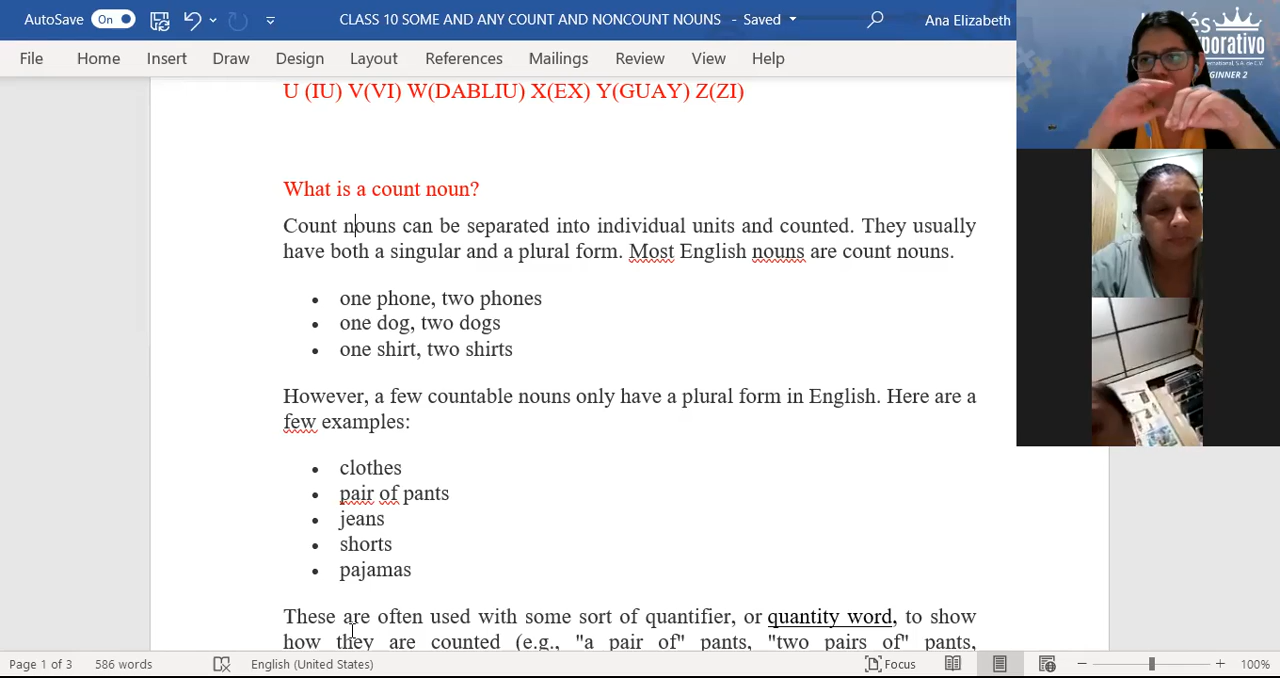 AutoSave On CLASS 10 SOME AND ANY COUNT AND NONCOUNT NOUNS - Saved Ana Elizabeth
File Home Insert Draw Design Layout References Mailings Review View Help
U (IU) V(VI) W(DABLIU) X(EX) Y(GUAY) Z(ZI)
What is a count noun?
Count nouns can be separated into individual units and counted. They usually
have both a singular and a plural form. Most English nouns are count nouns.
• one phone, two phones
• one dog, two dogs
• one shirt, two shirts
However, a few countable nouns only have a plural form in English. Here are a
few examples:
• clothes
• pair of pants
• jeans
• shorts
• pajamas
These are often used with some sort of quantifier, or quantity word, to show
how they are counted (e.g., "a pair of" pants, "two pairs of" pants,
Page 1 of 3 586 words English (United States) Focus 100%